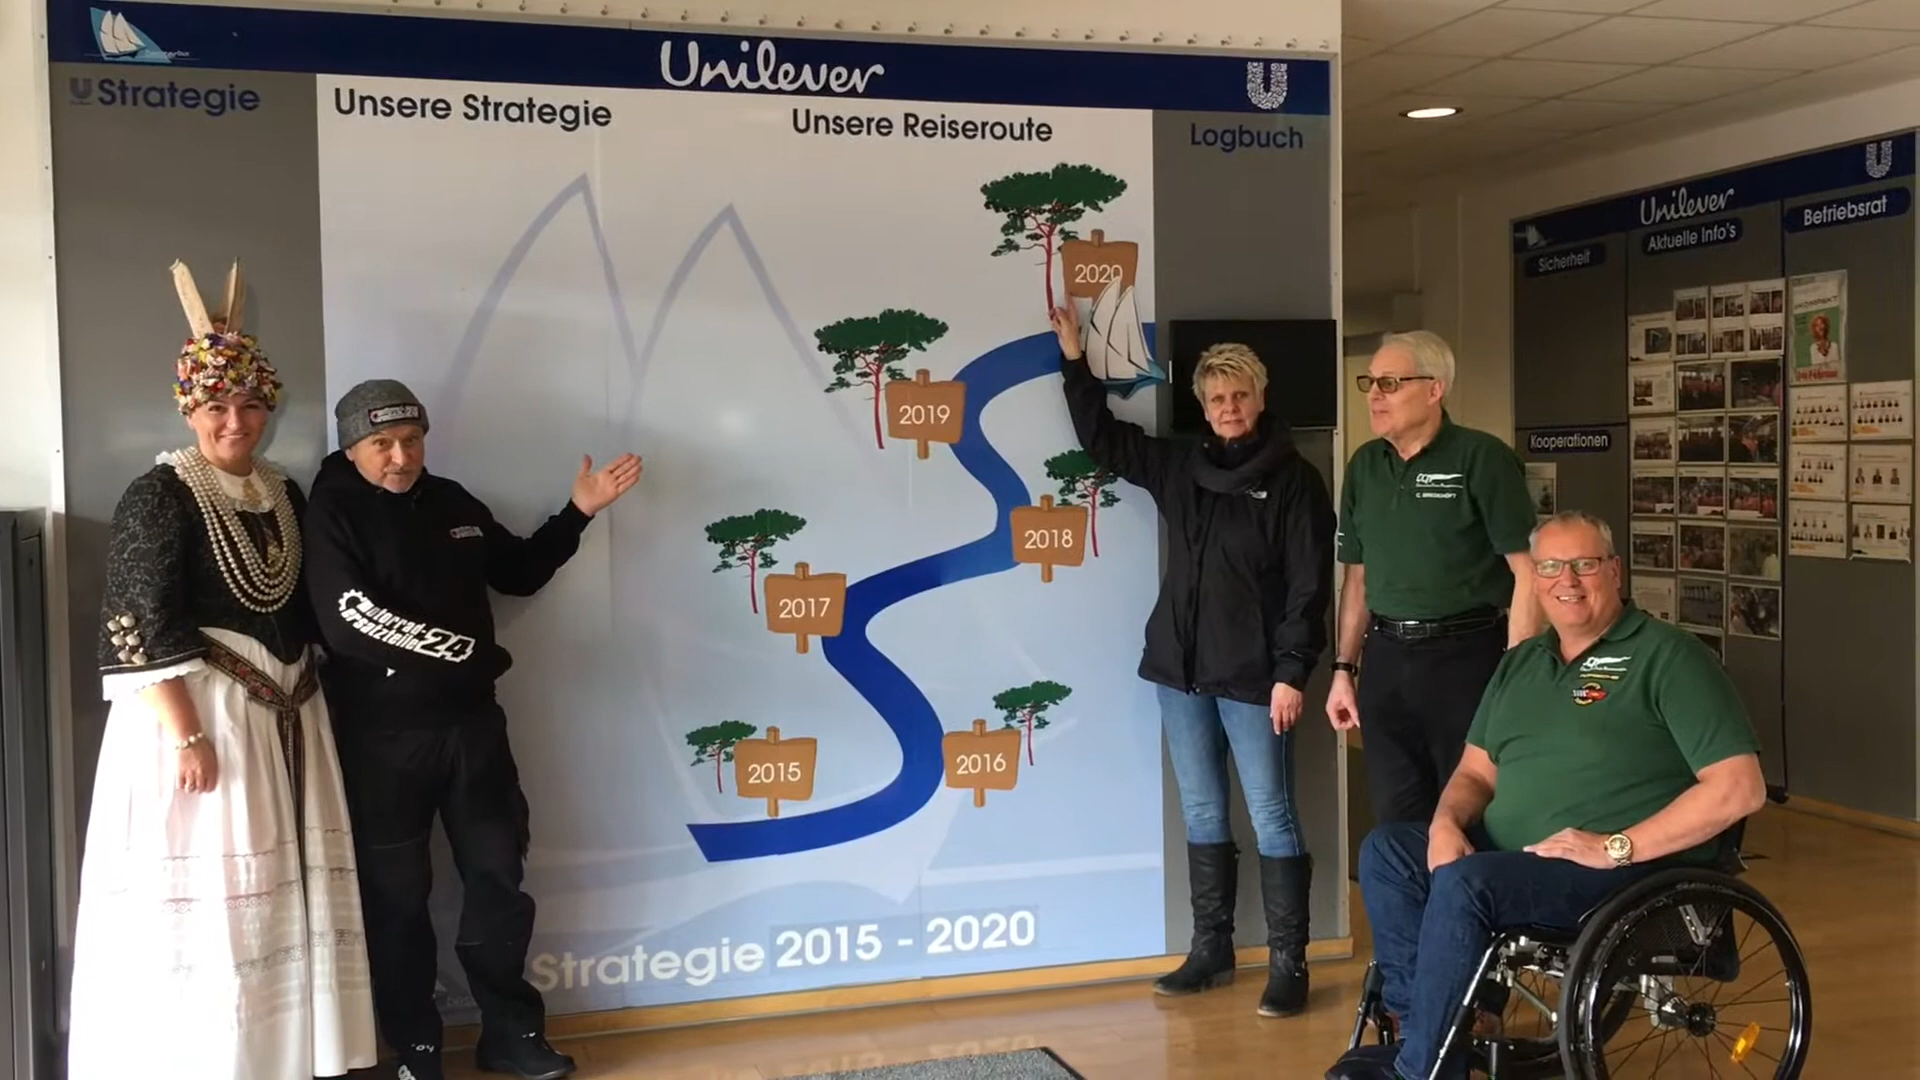 Unilever
Strategie
Unsere Strategie
Unsere Reiseroute
Logbuch
2020
2019
2018
2017
2016
2015
Strategie 2015 - 2020
motorrad-
ersatzteile24
C. BREDEHÖFT
Unilever
Sicherheit
Aktuelle Info's
Betriebsrat
Kooperationen